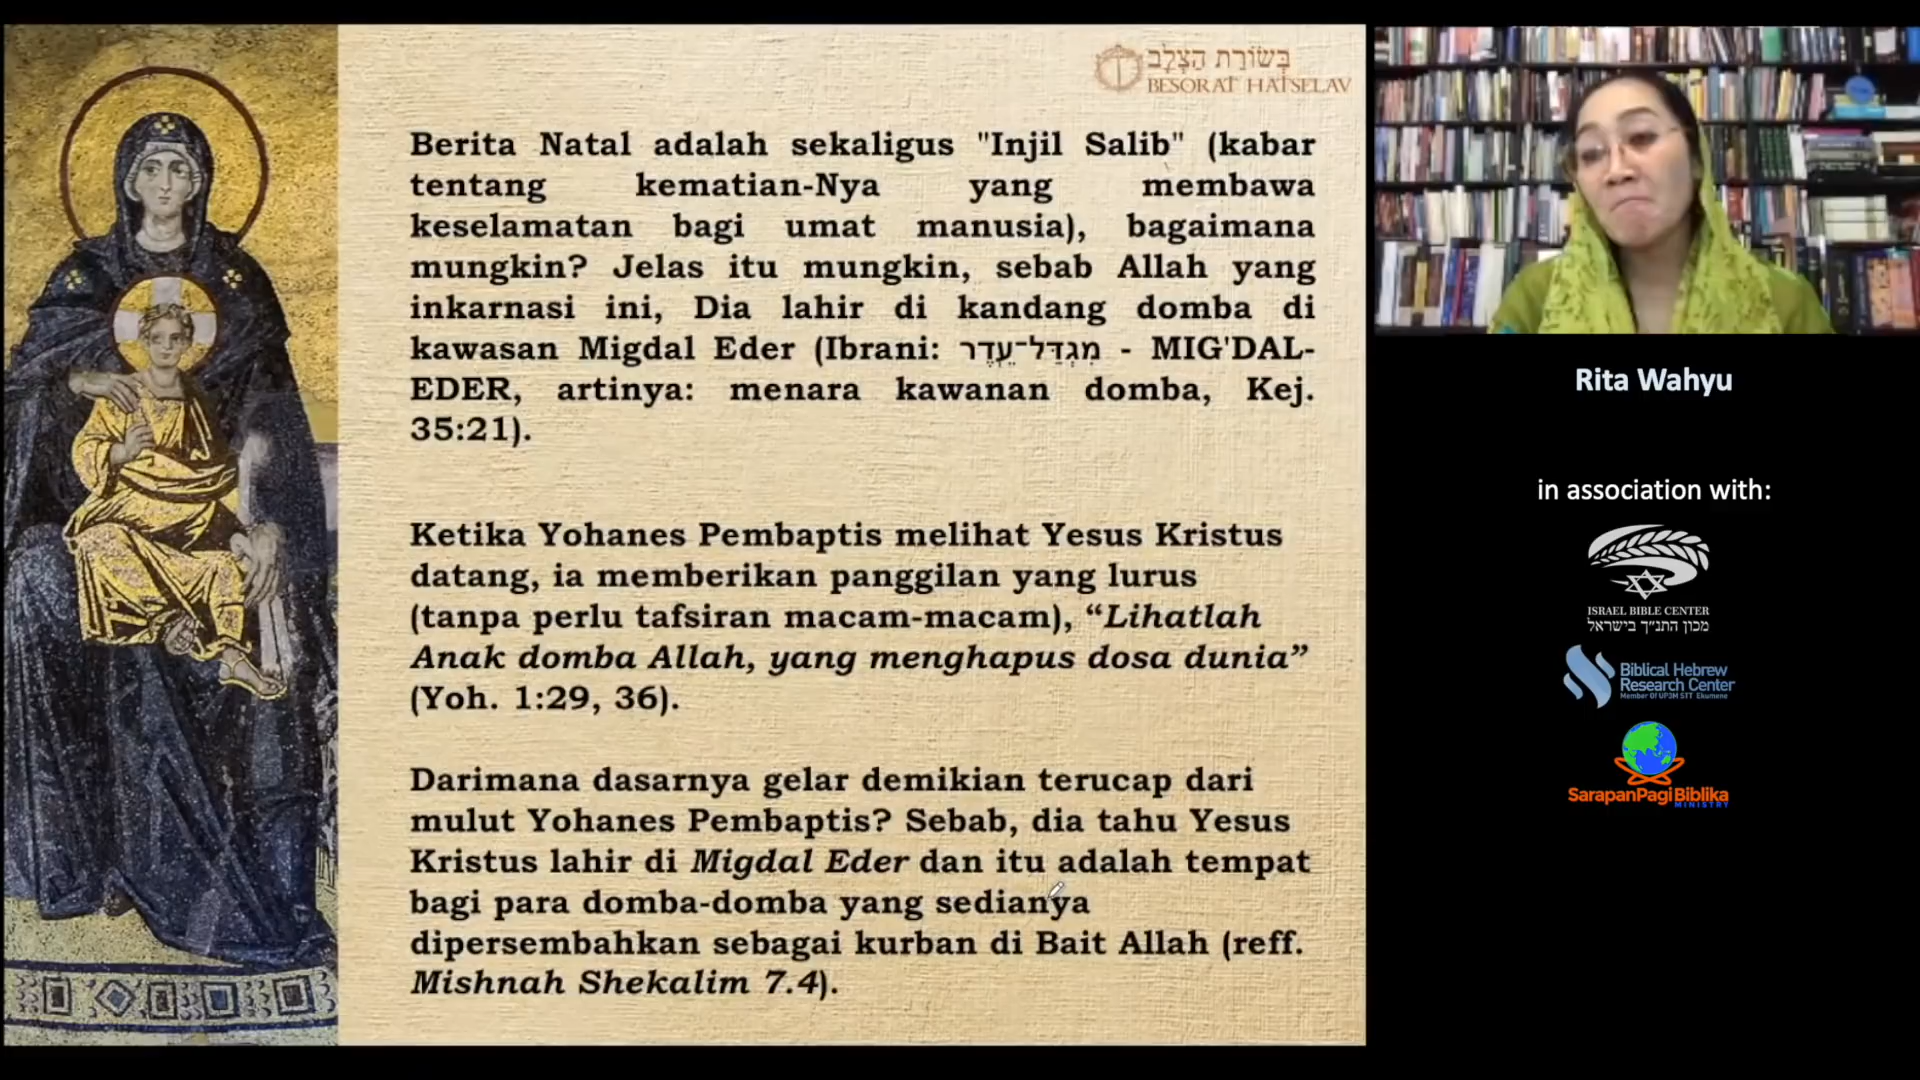 בְּשׂוֹרַת הַצְלָב
BESORAT HATSELAV
Berita Natal adalah sekaligus "Injil Salib" (kabar
tentang kematian-Nya yang membawa
keselamatan bagi umat manusia), bagaimana
mungkin? Jelas itu mungkin, sebab Allah yang
inkarnasi ini, Dia lahir di kandang domba di
kawasan Migdal Eder (Ibrani: מִגְדַּל־עֵדֶר - MIG'DAL-
EDER, artinya: menara kawanan domba, Kej.
35:21).
Ketika Yohanes Pembaptis melihat Yesus Kristus
datang, ia memberikan panggilan yang lurus
(tanpa perlu tafsiran macam-macam), “Lihatlah
Anak domba Allah, yang menghapus dosa dunia”
(Yoh. 1:29, 36).
Darimana dasarnya gelar demikian terucap dari
mulut Yohanes Pembaptis? Sebab, dia tahu Yesus
Kristus lahir di Migdal Eder dan itu adalah tempat
bagi para domba-domba yang sedianya
dipersembahkan sebagai kurban di Bait Allah (reff.
Mishnah Shekalim 7.4).
Rita Wahyu
in association with:
ISRAEL BIBLE CENTER
מכון התנ״ך בישראל
Biblical Hebrew
Research Center
Member Of UP3M STT Ekumene
SarapanPagi Biblika
MINISTRY